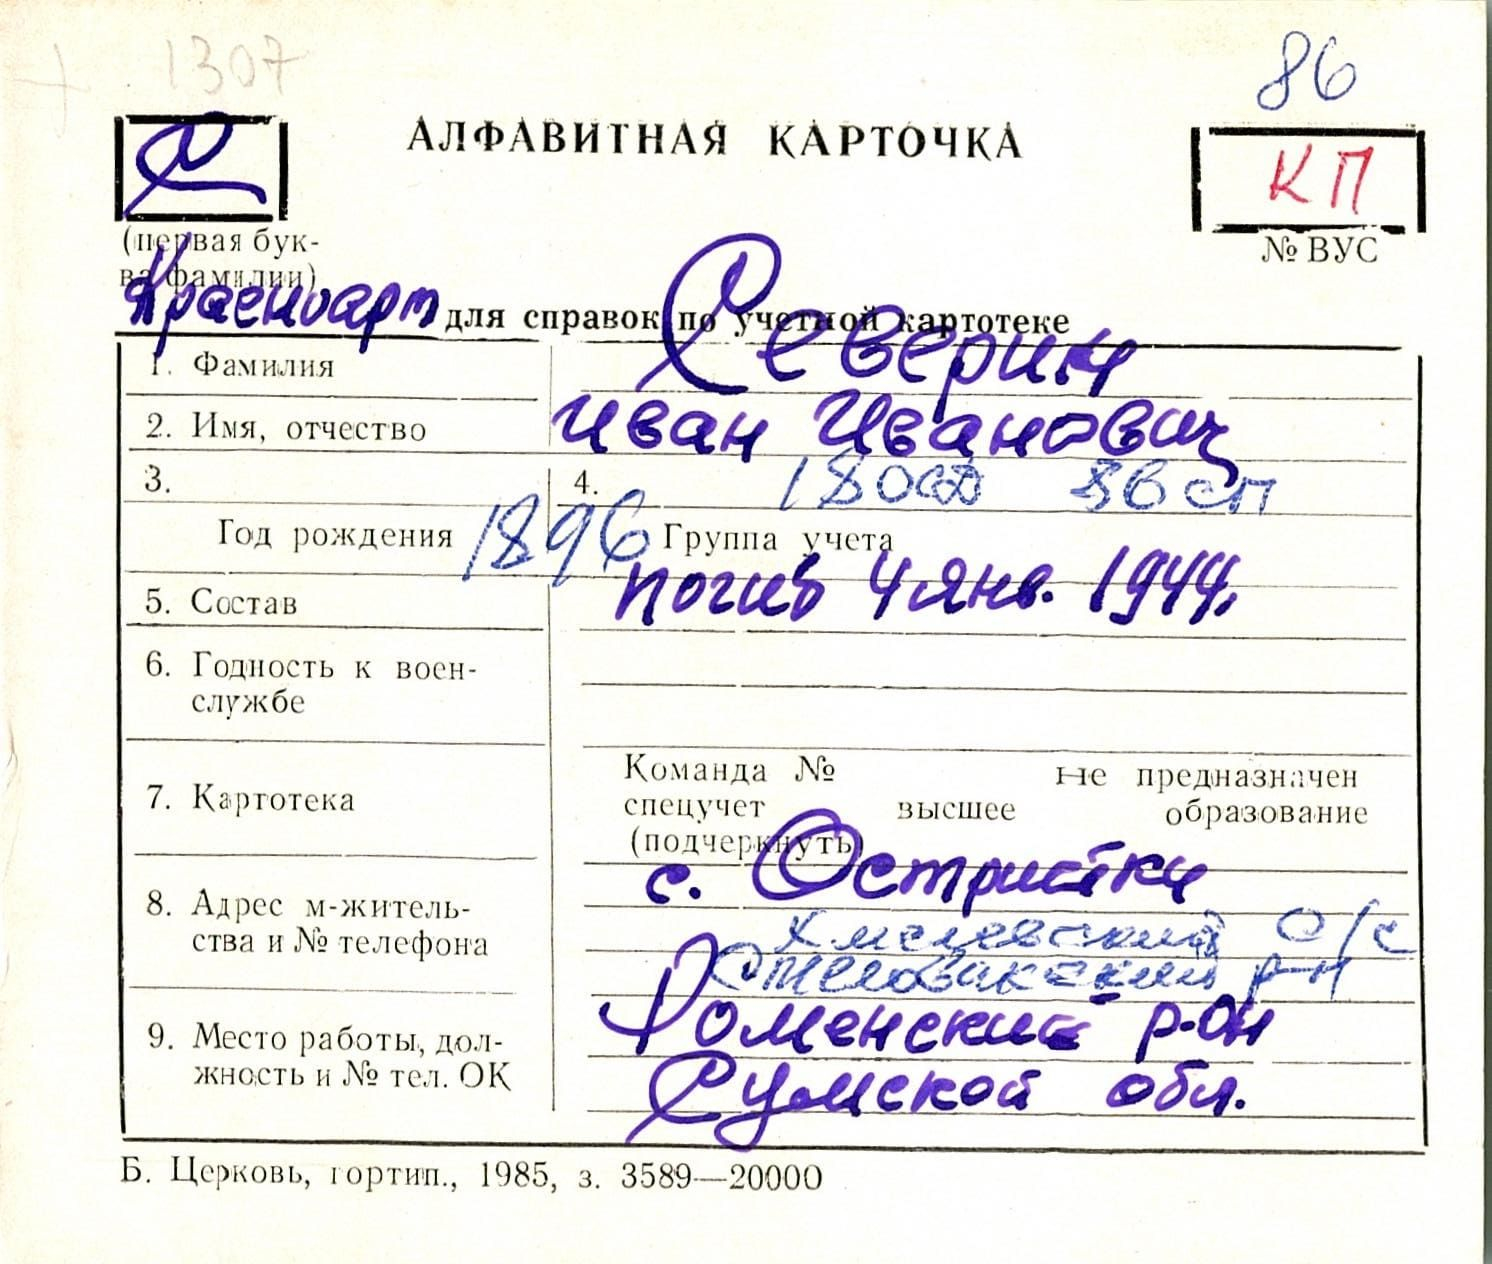 1307
86
С
АЛФАВИТНАЯ КАРТОЧКА
КП
(первая бук-
ва фамилии)
№ ВУС
Красноарм
для справок по учетной картотеке
1. Фамилия Северин
2. Имя, отчество Иван Иванович
3. 4. 180 сд 86 сп
Год рождения 1896 Группа учета
5. Состав погиб 4 янв. 1944.
6. Годность к воен-
службе
7. Картотека
Команда № не предназначен
спецучет высшее образование
(подчеркнуть)
8. Адрес м-житель-
ства и № телефона
с.
Хмелевский с/с
р-н
Роменский р-он
Сумской обл.
9. Место работы, дол-
жность и № тел. ОК
Б. Церковь, гортип., 1985, з. 3589—20000